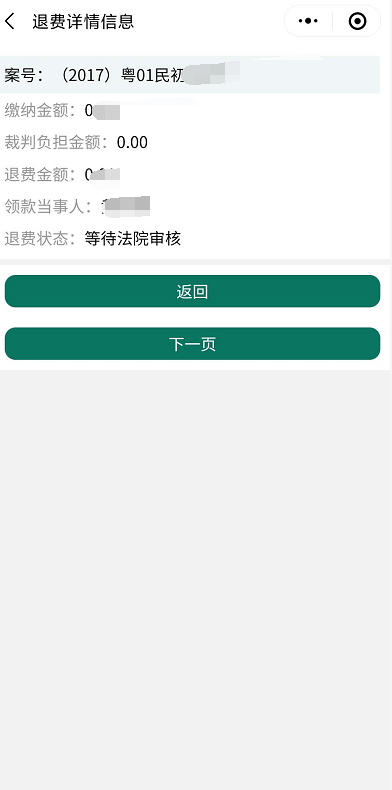 退费详情信息
案号：（2017）粤01民初
缴纳金额：0
裁判负担金额：0.00
退费金额：0
领款当事人：
退费状态：等待法院审核
返回
下一页